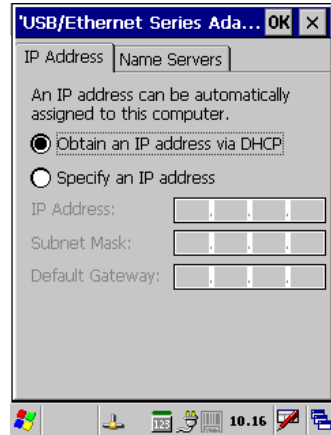 'USB/Ethernet Series Ada... OK ×
IP Address Name Servers
An IP address can be automatically
assigned to this computer.
Obtain an IP address via DHCP
Specify an IP address
IP Address:
Subnet Mask:
Default Gateway:
123 10.16